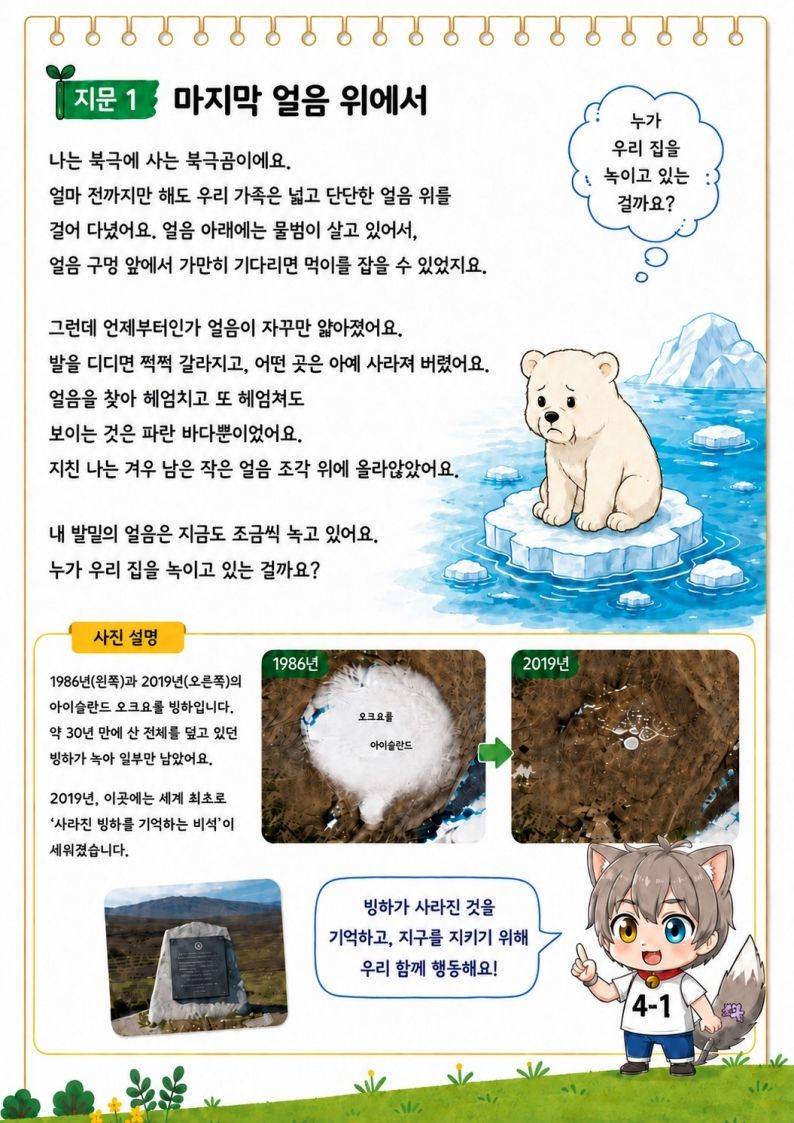 지문 1 마지막 얼음 위에서
누가
우리 집을
녹이고 있는
걸까요?
나는 북극에 사는 북극곰이에요.
얼마 전까지만 해도 우리 가족은 넓고 단단한 얼음 위를
걸어 다녔어요. 얼음 아래에는 물범이 살고 있어서,
얼음 구멍 앞에서 가만히 기다리면 먹이를 잡을 수 있었지요.
그런데 언제부터인가 얼음이 자꾸만 얇아졌어요.
발을 디디면 쩍쩍 갈라지고, 어떤 곳은 아예 사라져 버렸어요.
얼음을 찾아 헤엄치고 또 헤엄쳐도
보이는 것은 파란 바다뿐이었어요.
지친 나는 겨우 남은 작은 얼음 조각 위에 올라앉았어요.
내 발밑의 얼음은 지금도 조금씩 녹고 있어요.
누가 우리 집을 녹이고 있는 걸까요?
사진 설명
1986년(왼쪽)과 2019년(오른쪽)의
아이슬란드 오크요쿨 빙하입니다.
약 30년 만에 산 전체를 덮고 있던
빙하가 녹아 일부만 남았어요.
2019년, 이곳에는 세계 최초로
‘사라진 빙하를 기억하는 비석’이
세워졌습니다.
1986년
오크요쿨
아이슬란드
2019년
빙하가 사라진 것을
기억하고, 지구를 지키기 위해
우리 함께 행동해요!
4-1